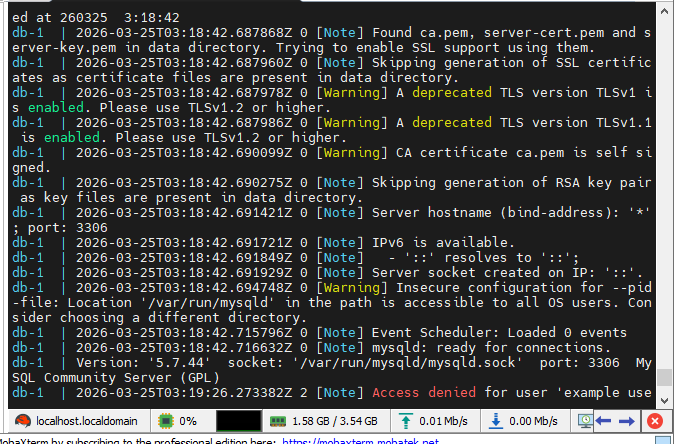 ed at 260325  3:18:42
db-1  | 2026-03-25T03:18:42.687868Z 0 [Note] Found ca.pem, server-cert.pem and s
erver-key.pem in data directory. Trying to enable SSL support using them.
db-1  | 2026-03-25T03:18:42.687960Z 0 [Note] Skipping generation of SSL certific
ates as certificate files are present in data directory.
db-1  | 2026-03-25T03:18:42.687978Z 0 [Warning] A deprecated TLS version TLSv1 i
s enabled. Please use TLSv1.2 or higher.
db-1  | 2026-03-25T03:18:42.687986Z 0 [Warning] A deprecated TLS version TLSv1.1
 is enabled. Please use TLSv1.2 or higher.
db-1  | 2026-03-25T03:18:42.690099Z 0 [Warning] CA certificate ca.pem is self si
gned.
db-1  | 2026-03-25T03:18:42.690275Z 0 [Note] Skipping generation of RSA key pair
 as key files are present in data directory.
db-1  | 2026-03-25T03:18:42.691421Z 0 [Note] Server hostname (bind-address): '*'
; port: 3306
db-1  | 2026-03-25T03:18:42.691721Z 0 [Note] IPv6 is available.
db-1  | 2026-03-25T03:18:42.691849Z 0 [Note]   - '::' resolves to '::';
db-1  | 2026-03-25T03:18:42.691929Z 0 [Note] Server socket created on IP: '::'.
db-1  | 2026-03-25T03:18:42.694748Z 0 [Warning] Insecure configuration for --pid
-file: Location '/var/run/mysqld' in the path is accessible to all OS users. Con
sider choosing a different directory.
db-1  | 2026-03-25T03:18:42.715796Z 0 [Note] Event Scheduler: Loaded 0 events
db-1  | 2026-03-25T03:18:42.716632Z 0 [Note] mysqld: ready for connections.
db-1  | Version: '5.7.44'  socket: '/var/run/mysqld/mysqld.sock'  port: 3306  My
SQL Community Server (GPL)
db-1  | 2026-03-25T03:19:26.273382Z 2 [Note] Access denied for user 'example use
localhost.localdomain 0% 1.58 GB / 3.54 GB 0.01 Mb/s 0.00 Mb/s
MobaXterm by subscribing to the professional edition here: https://mobaxterm.mobatek.net